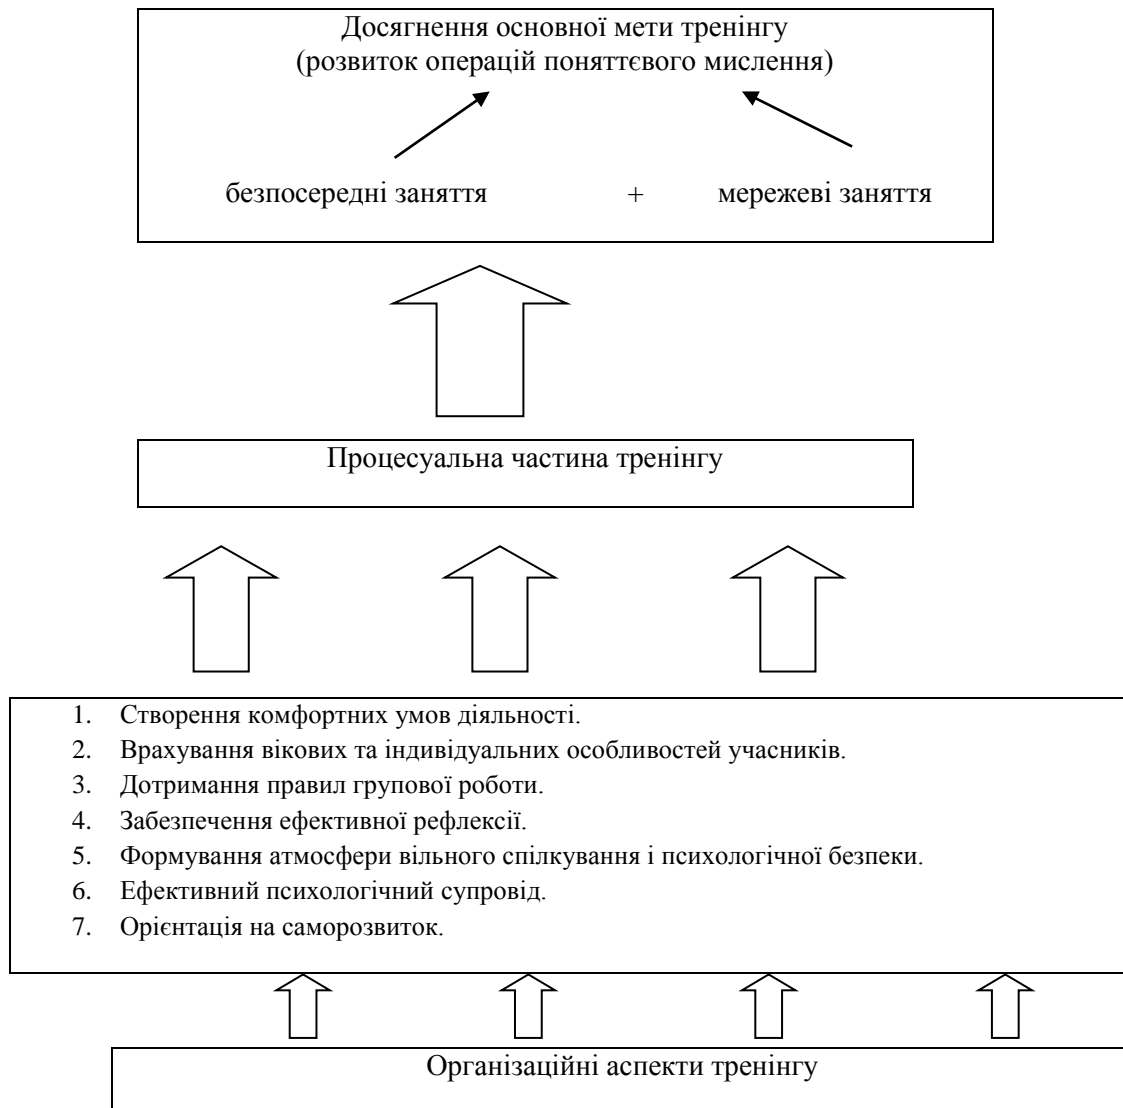 Досягнення основної мети тренінгу
(розвиток операцій поняттєвого мислення)
безпосередні заняття + мережеві заняття
Процесуальна частина тренінгу
1. Створення комфортних умов діяльності.
2. Врахування вікових та індивідуальних особливостей учасників.
3. Дотримання правил групової роботи.
4. Забезпечення ефективної рефлексії.
5. Формування атмосфери вільного спілкування і психологічної безпеки.
6. Ефективний психологічний супровід.
7. Орієнтація на саморозвиток.
Організаційні аспекти тренінгу